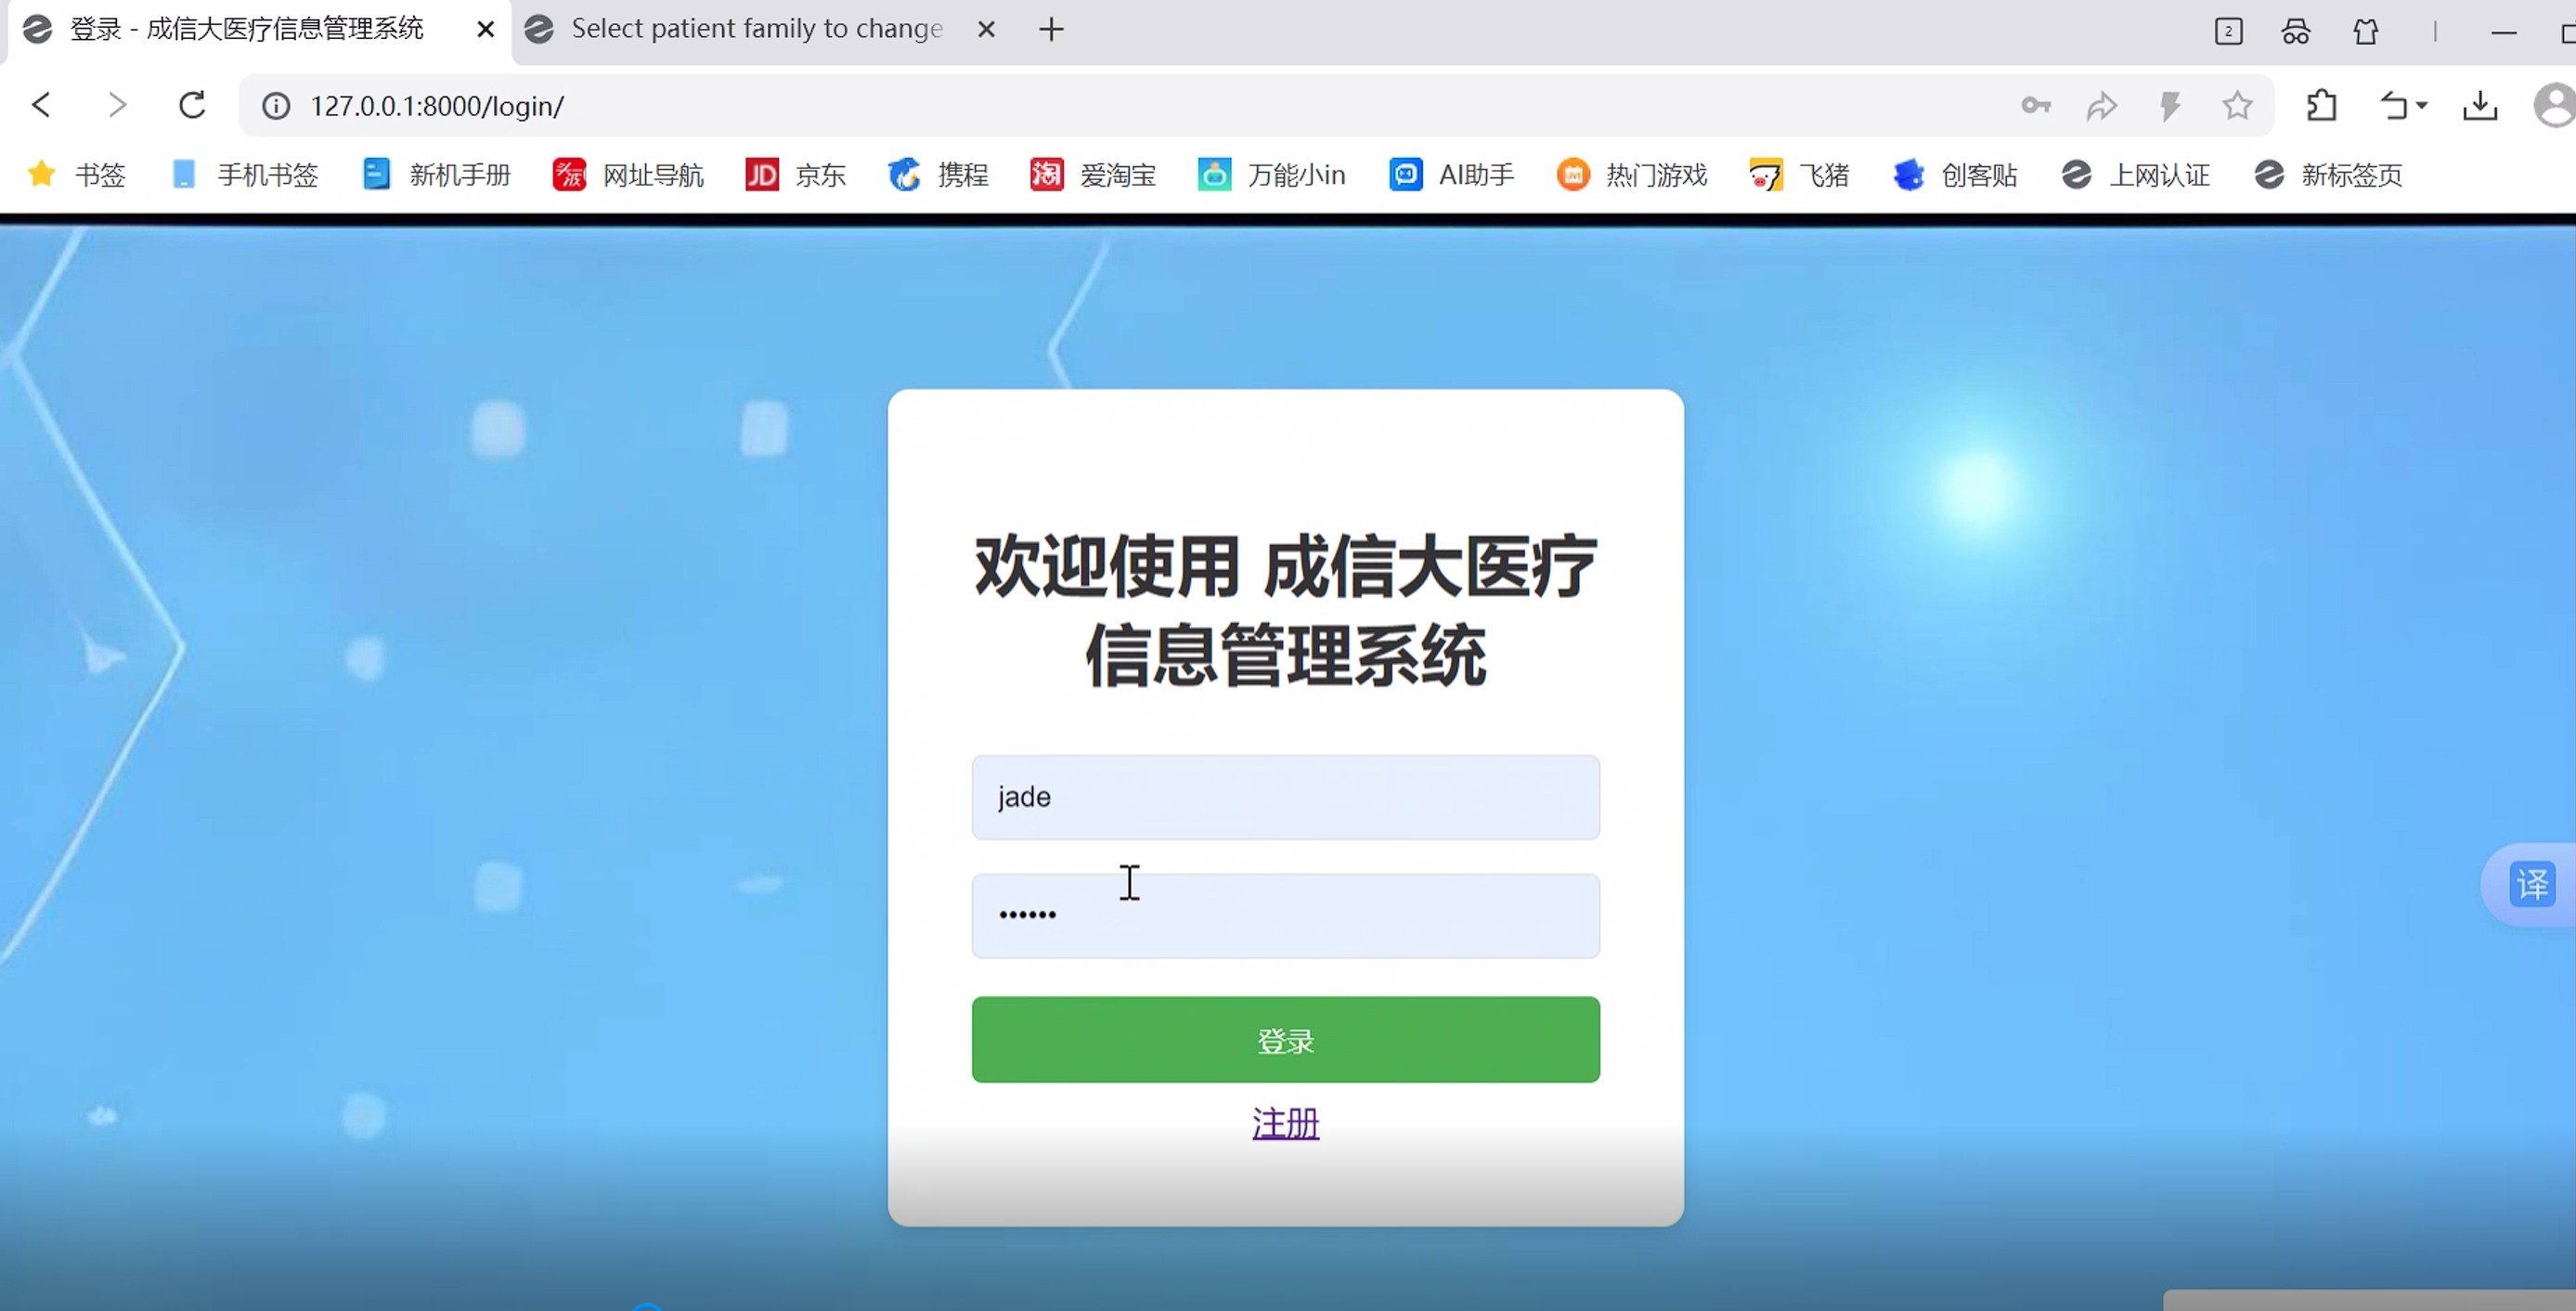 登录 - 成信大医疗信息管理系统
Select patient family to change
2
127.0.0.1:8000/login/
书签
手机书签
新机手册
网址导航
JD 京东
携程
淘 爱淘宝
万能小in
AI助手
热门游戏
飞猪
创客贴
上网认证
新标签页
欢迎使用 成信大医疗
信息管理系统
jade
••••••
登录
注册
译